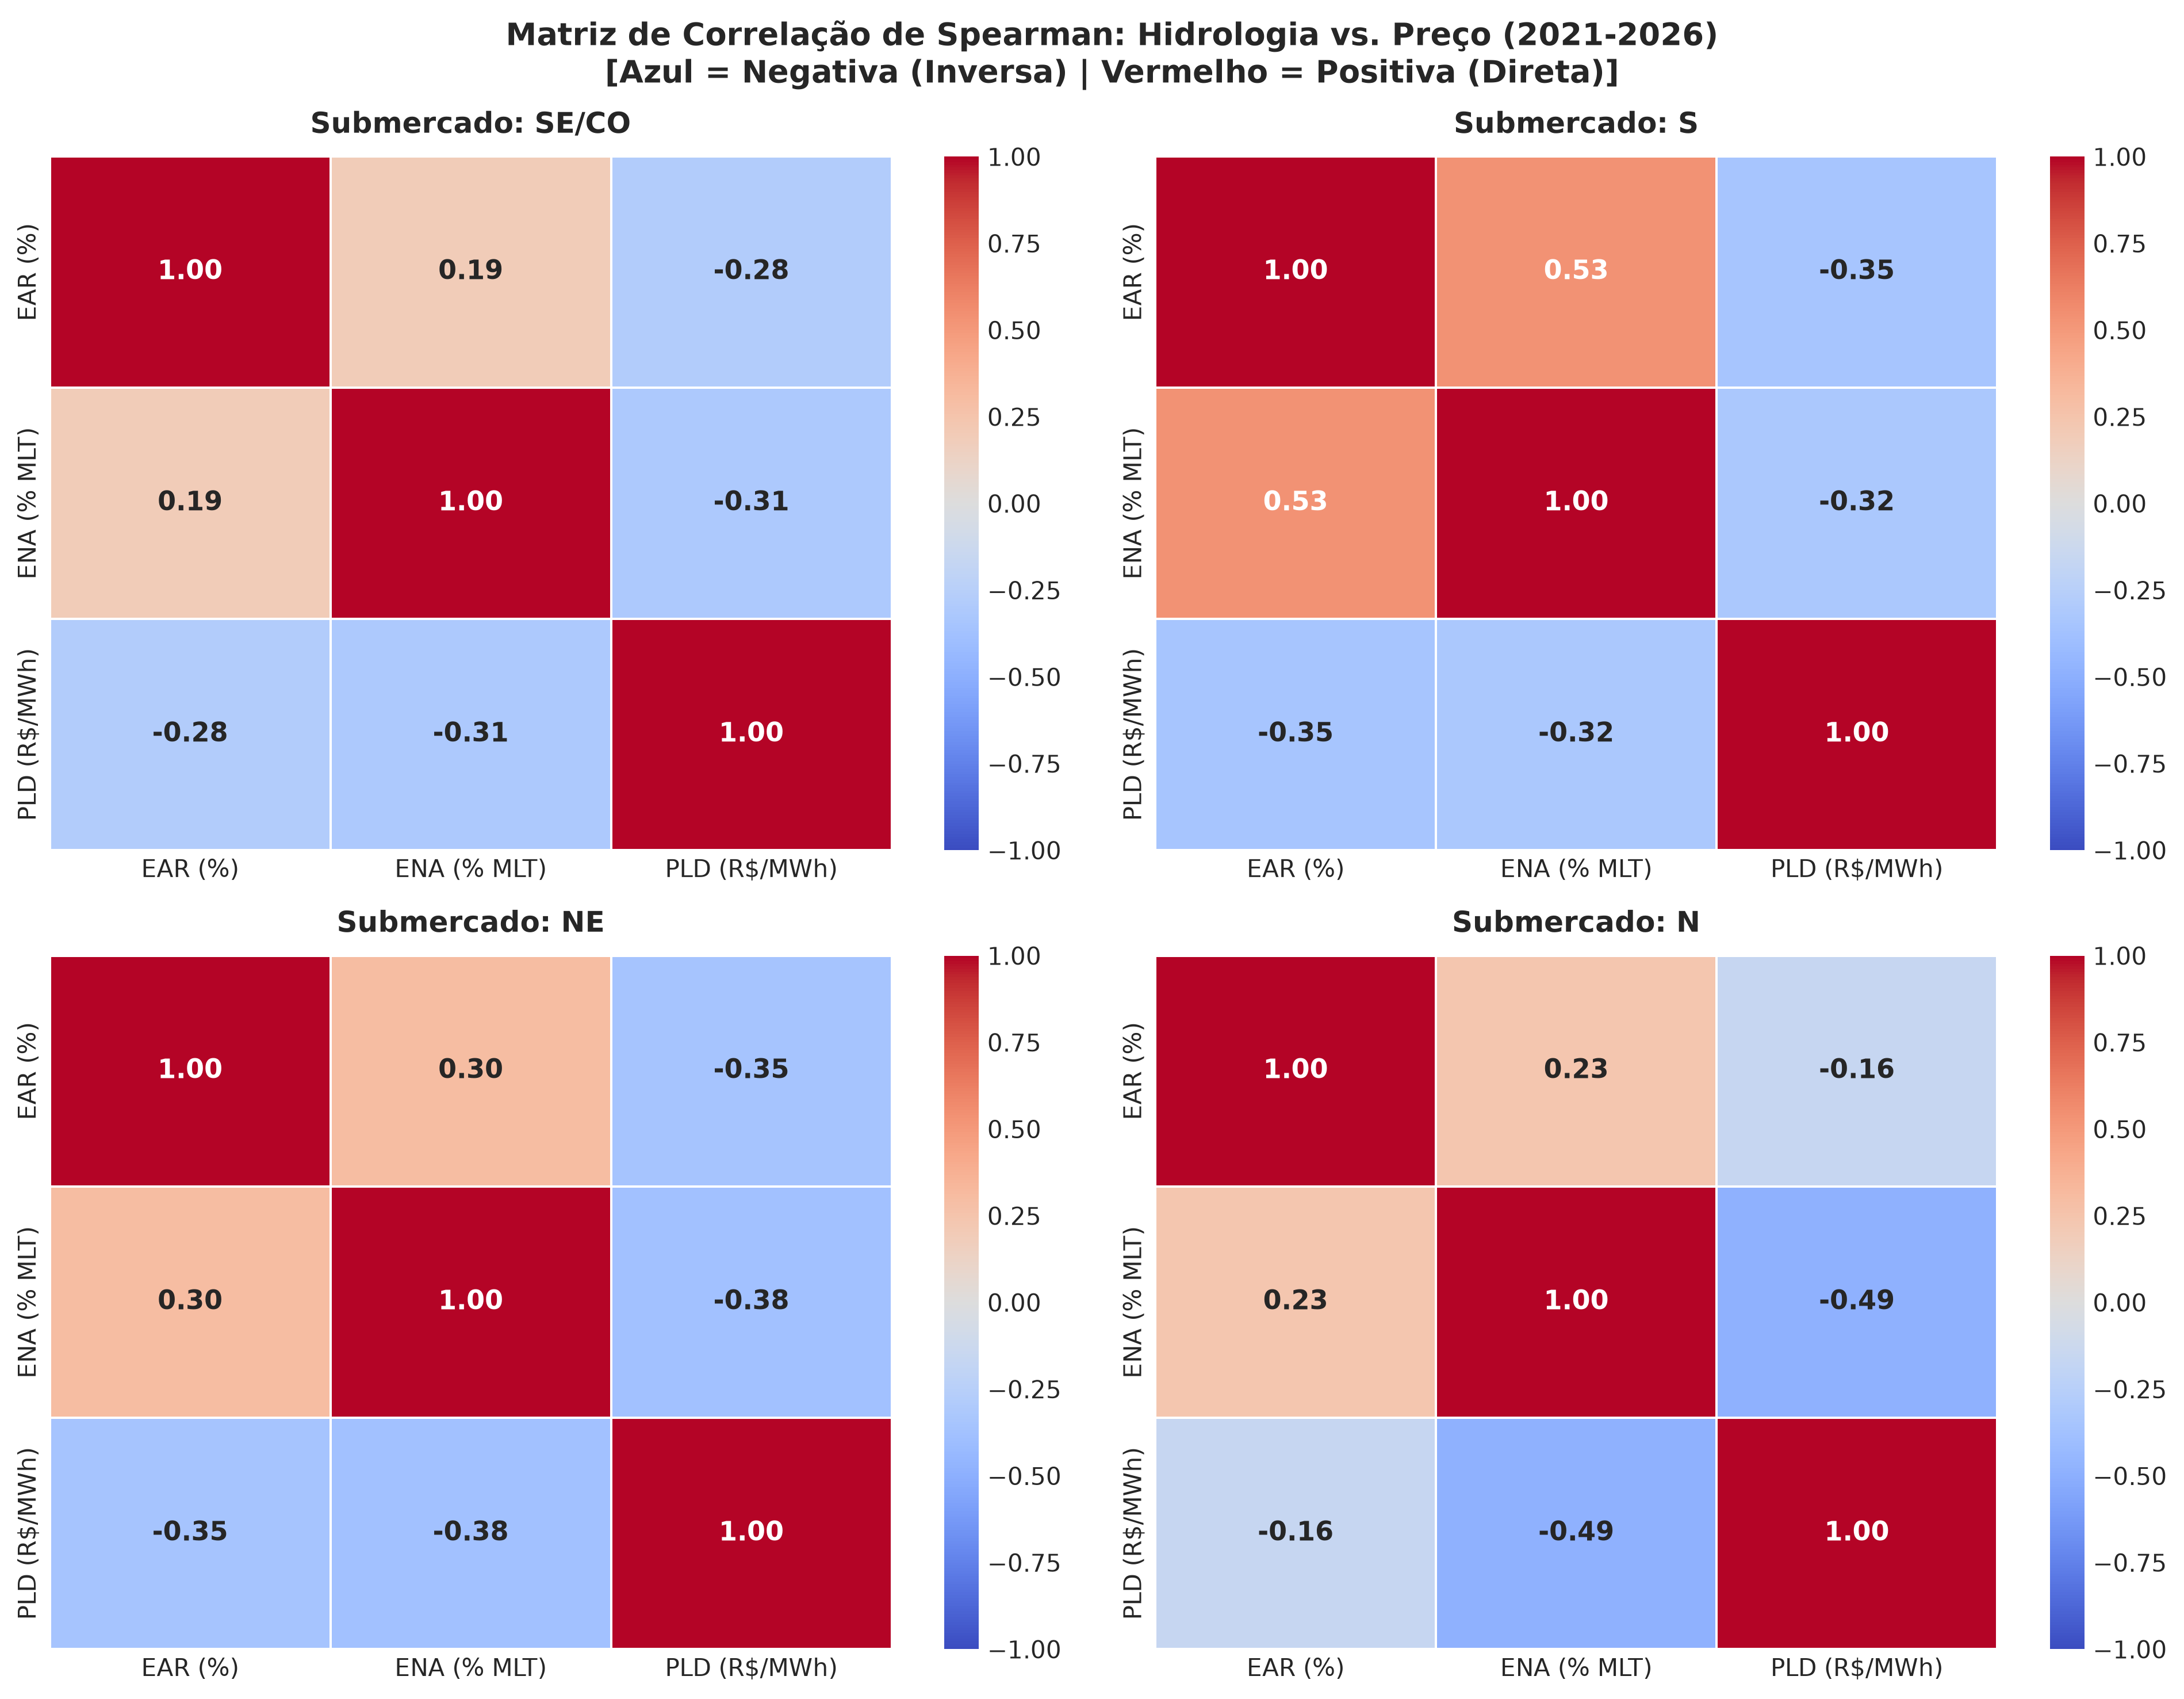 Matriz de Correlação de Spearman: Hidrologia vs. Preço (2021-2026)
[Azul = Negativa (Inversa) | Vermelho = Positiva (Direta)]
Submercado: SE/CO
EAR (%)
1.00
0.19
-0.28
ENA (% MLT)
0.19
1.00
-0.31
PLD (R$/MWh)
-0.28
-0.31
1.00
EAR (%)
ENA (% MLT)
PLD (R$/MWh)
1.00
0.75
0.50
0.25
0.00
−0.25
−0.50
−0.75
−1.00
Submercado: S
EAR (%)
1.00
0.53
-0.35
ENA (% MLT)
0.53
1.00
-0.32
PLD (R$/MWh)
-0.35
-0.32
1.00
EAR (%)
ENA (% MLT)
PLD (R$/MWh)
1.00
0.75
0.50
0.25
0.00
−0.25
−0.50
−0.75
−1.00
Submercado: NE
EAR (%)
1.00
0.30
-0.35
ENA (% MLT)
0.30
1.00
-0.38
PLD (R$/MWh)
-0.35
-0.38
1.00
EAR (%)
ENA (% MLT)
PLD (R$/MWh)
1.00
0.75
0.50
0.25
0.00
−0.25
−0.50
−0.75
−1.00
Submercado: N
EAR (%)
1.00
0.23
-0.16
ENA (% MLT)
0.23
1.00
-0.49
PLD (R$/MWh)
-0.16
-0.49
1.00
EAR (%)
ENA (% MLT)
PLD (R$/MWh)
1.00
0.75
0.50
0.25
0.00
−0.25
−0.50
−0.75
−1.00